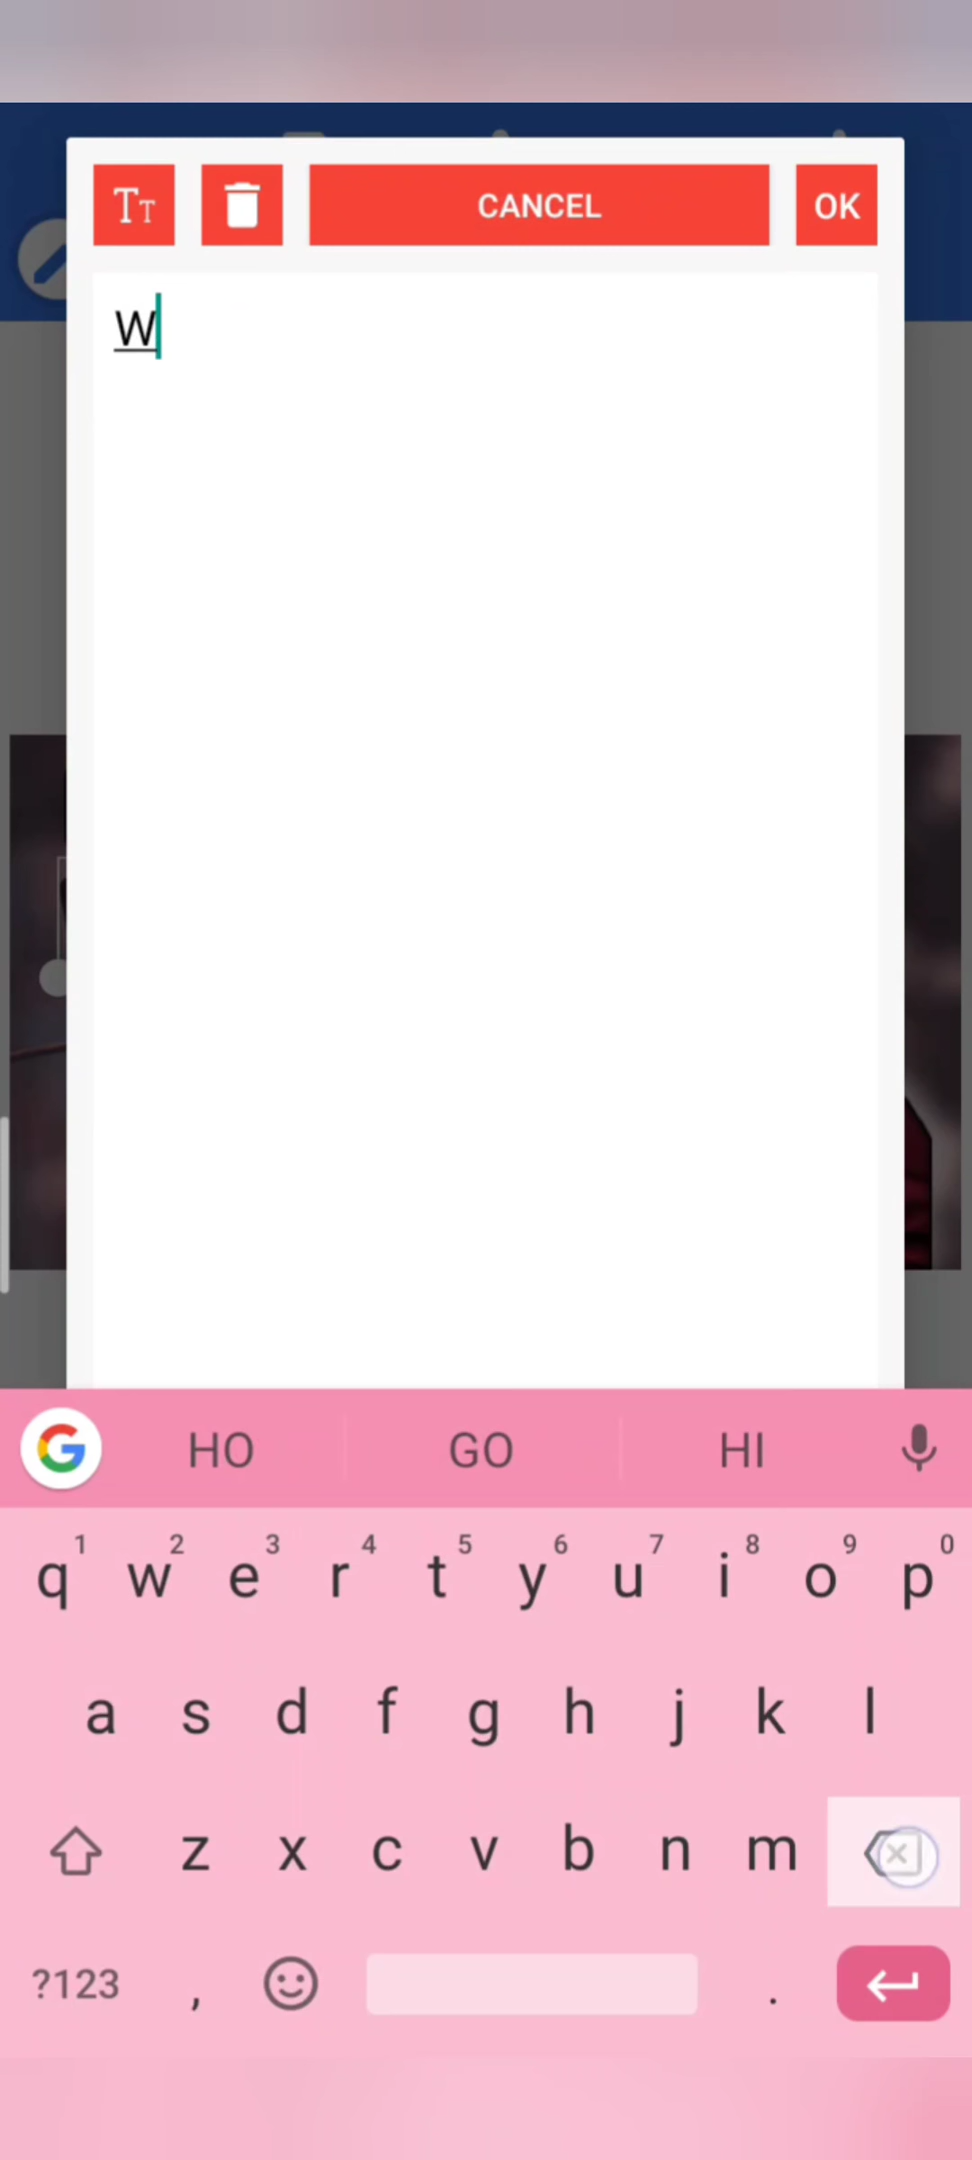 Tт CANCEL OK
W
G HO GO HI
1 2 3 4 5 6 7 8 9 0
q w e r t y u i o p
a s d f g h j k l
z x c v b n m
?123 , .